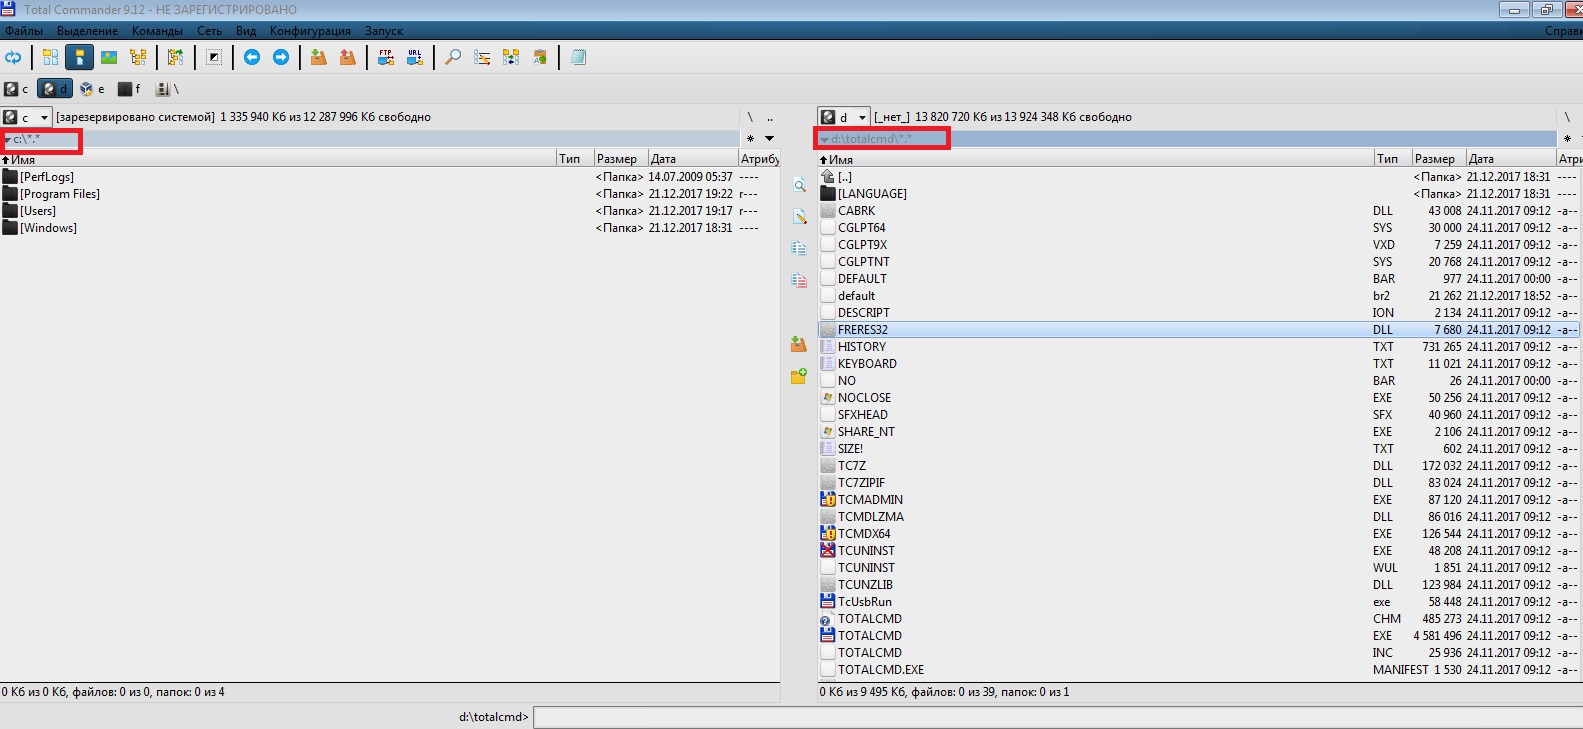 Total Commander 9.12 - НЕ ЗАРЕГИСТРИРОВАНО
Файлы Выделение Команды Сеть Вид Конфигурация Запуск Справк
FTP URL
c d e f \
c [зарезервировано системой] 1 335 940 Кб из 12 287 996 Кб свободно \ ..
c:\*.* *
Имя Тип Размер Дата Атрибу
[PerfLogs] <Папка> 14.07.2009 05:37 ----
[Program Files] <Папка> 21.12.2017 19:22 r---
[Users] <Папка> 21.12.2017 19:17 r---
[Windows] <Папка> 21.12.2017 18:31 ----
0 Кб из 0 Кб, файлов: 0 из 0, папок: 0 из 4
d [_нет_] 13 820 720 Кб из 13 924 348 Кб свободно \
d:\totalcmd\*.* *
Имя Тип Размер Дата Атри
[..] <Папка> 21.12.2017 18:31 ----
[LANGUAGE] <Папка> 21.12.2017 18:31 ----
CABRK DLL 43 008 24.11.2017 09:12 -a--
CGLPT64 SYS 30 000 24.11.2017 09:12 -a--
CGLPT9X VXD 7 259 24.11.2017 09:12 -a--
CGLPTNT SYS 20 768 24.11.2017 09:12 -a--
DEFAULT BAR 977 24.11.2017 00:00 -a--
default br2 21 262 21.12.2017 18:52 -a--
DESCRIPT ION 2 134 24.11.2017 09:12 -a--
FRERES32 DLL 7 680 24.11.2017 09:12 -a--
HISTORY TXT 731 265 24.11.2017 09:12 -a--
KEYBOARD TXT 11 021 24.11.2017 09:12 -a--
NO BAR 26 24.11.2017 00:00 -a--
NOCLOSE EXE 50 256 24.11.2017 09:12 -a--
SFXHEAD SFX 40 960 24.11.2017 09:12 -a--
SHARE_NT EXE 2 106 24.11.2017 09:12 -a--
SIZE! TXT 602 24.11.2017 09:12 -a--
TC7Z DLL 172 032 24.11.2017 09:12 -a--
TC7ZIPIF DLL 83 024 24.11.2017 09:12 -a--
TCMADMIN EXE 87 120 24.11.2017 09:12 -a--
TCMDLZMA DLL 86 016 24.11.2017 09:12 -a--
TCMDX64 EXE 126 544 24.11.2017 09:12 -a--
TCUNINST EXE 48 208 24.11.2017 09:12 -a--
TCUNINST WUL 1 851 24.11.2017 09:12 -a--
TCUNZLIB DLL 123 984 24.11.2017 09:12 -a--
TcUsbRun exe 58 448 24.11.2017 09:12 -a--
TOTALCMD CHM 485 273 24.11.2017 09:12 -a--
TOTALCMD EXE 4 581 496 24.11.2017 09:12 -a--
TOTALCMD INC 25 936 24.11.2017 09:12 -a--
TOTALCMD.EXE MANIFEST 1 530 24.11.2017 09:12 -a--
0 Кб из 9 495 Кб, файлов: 0 из 39, папок: 0 из 1
d:\totalcmd>